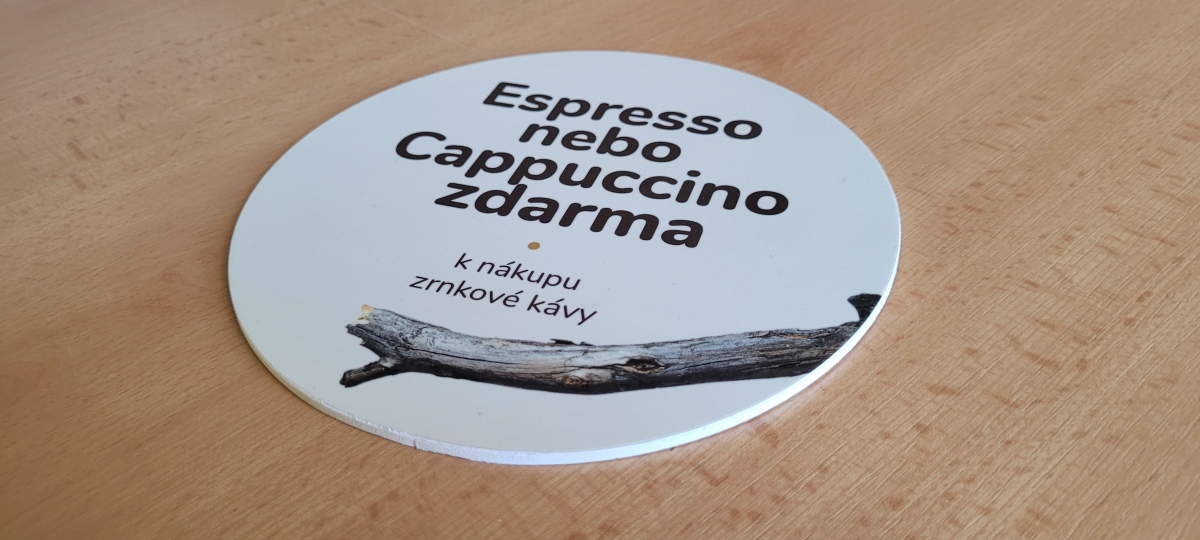 Espresso
nebo
Cappuccino
zdarma
k nákupu
zrnkové kávy